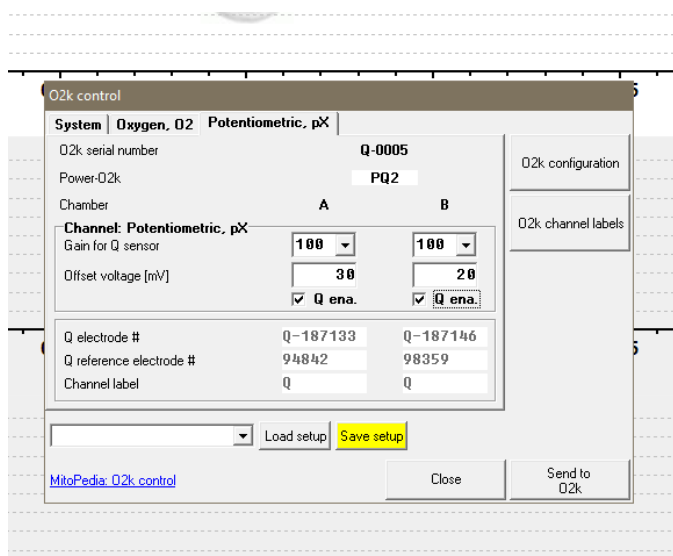 O2k control
System Oxygen, O2 Potentiometric, pX
O2k serial number Q-0005
O2k configuration
Power-O2k PQ2
Chamber A B
O2k channel labels
Channel: Potentiometric, pX
Gain for Q sensor 100 100
Offset voltage [mV] 30 20
Q ena. Q ena.
Q electrode # Q-187133 Q-187146
Q reference electrode # 94842 98359
Channel label Q Q
Load setup Save setup
MitoPedia: O2k control Close Send to
O2k